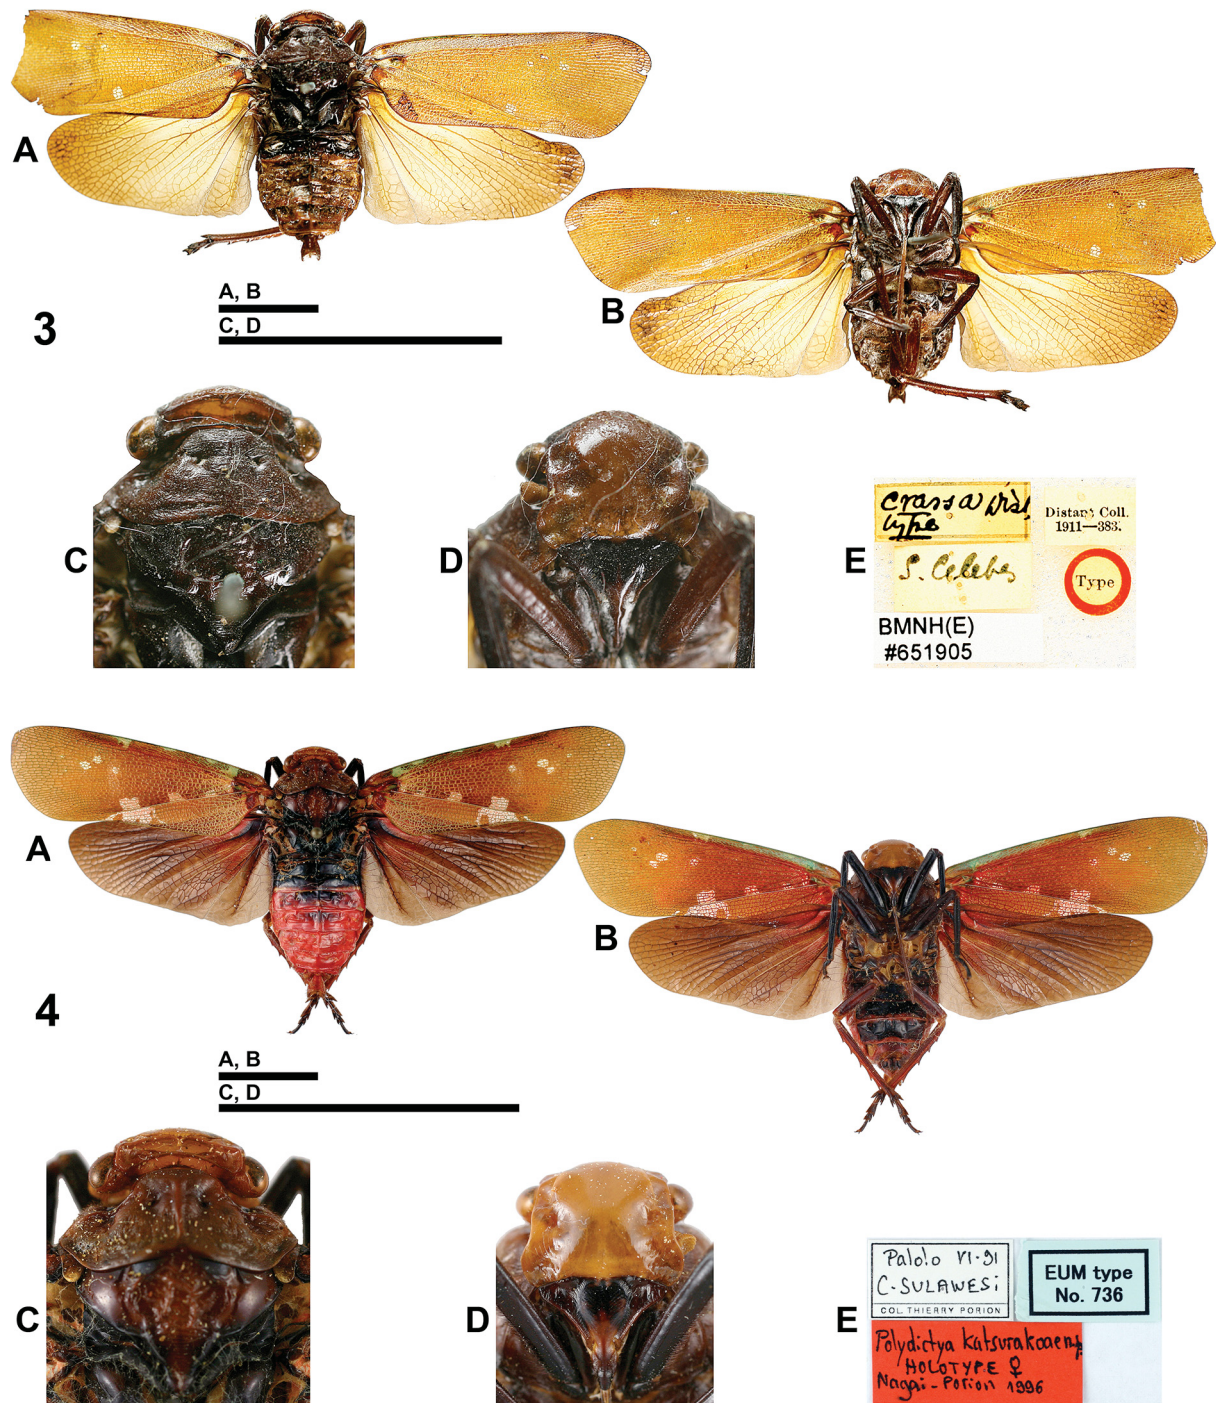 A
B
A, B
C, D
3
C
D
E
crassa Dist
type
Distant Coll.
1911—383.
S. Celebes
Type
BMNH(E)
#651905
A
B
4
A, B
C, D
C
D
E
Palolo VI-91
C-SULAWESi
COL. THIERRY PORION
EUM type
No. 736
Polydictya
HOLOTYPE ♀
Nagai-Porion 1996